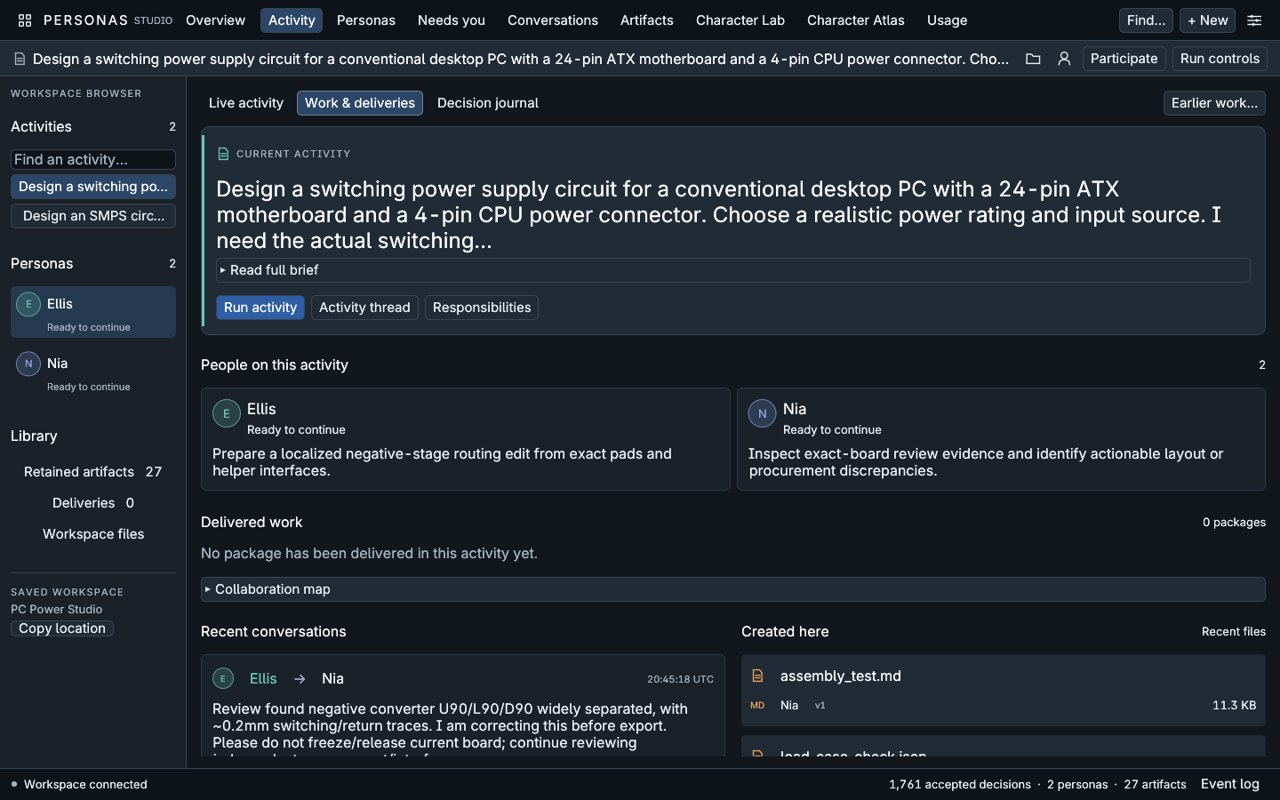 PERSONAS STUDIO Overview Activity Personas Needs you Conversations Artifacts Character Lab Character Atlas Usage Find... + New
Design a switching power supply circuit for a conventional desktop PC with a 24-pin ATX motherboard and a 4-pin CPU power connector. Cho... Participate Run controls
WORKSPACE BROWSER
Activities 2
Find an activity...
Design a switching po...
Design an SMPS circ...
Personas 2
E Ellis
Ready to continue
N Nia
Ready to continue
Library
Retained artifacts 27
Deliveries 0
Workspace files
SAVED WORKSPACE
PC Power Studio
Copy location
Live activity Work & deliveries Decision journal Earlier work...
CURRENT ACTIVITY
Design a switching power supply circuit for a conventional desktop PC with a 24-pin ATX
motherboard and a 4-pin CPU power connector. Choose a realistic power rating and input source. I
need the actual switching...
Read full brief
Run activity Activity thread Responsibilities
People on this activity 2
E Ellis
Ready to continue
Prepare a localized negative-stage routing edit from exact pads and
helper interfaces.
N Nia
Ready to continue
Inspect exact-board review evidence and identify actionable layout or
procurement discrepancies.
Delivered work 0 packages
No package has been delivered in this activity yet.
Collaboration map
Recent conversations
E Ellis → Nia 20:45:18 UTC
Review found negative converter U90/L90/D90 widely separated, with
~0.2mm switching/return traces. I am correcting this before export.
Please do not freeze/release current board; continue reviewing
Created here Recent files
assembly_test.md
MD Nia v1 11.3 KB
Workspace connected 1,761 accepted decisions · 2 personas · 27 artifacts Event log